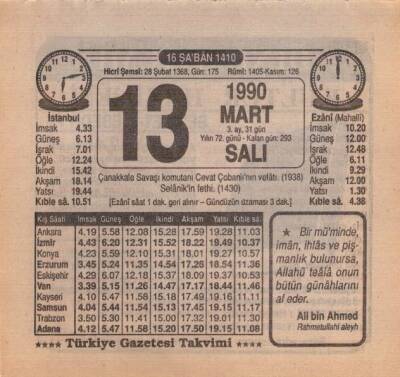 16 ŞA'BÂN 1410
Hicrî Şemsî: 28 Şubat 1368, Gün: 175 Rûmî: 1405-Kasım: 126
13
1990
MART
3. ay, 31 gün
Yılın 72. günü - Kalan gün: 293
SALI
İstanbul
İmsak 4.33
Güneş 6.13
İşrak 7.01
Öğle 12.24
İkindi 15.42
Akşam 18.14
Yatsı 19.44
Kıble sâ. 10.51
Ezânî (Mahallî)
İmsak 10.20
Güneş 12.00
İşrak 12.48
Öğle 6.11
İkindi 9.29
Akşam 12.00
Yatsı 1.30
Kıble sâ. 4.38
Çanakkale Savaşı komutanı Cevat Çobanlı'nın vefâtı. (1938)
Selânik'in fethi. (1430)
[Ezânî sâat 1 dak. geri alınır – Gündüzün uzaması 3 dak.]
Kış Sâati İmsak Güneş Öğle İkindi Akşam Yatsı Kıble sâ.
Ankara 4.19 5.58 12.08 15.28 17.59 19.28 11.03
İzmir 4.43 6.20 12.31 15.52 18.22 19.49 10.37
Konya 4.23 5.59 12.10 15.31 18.01 19.27 10.57
Erzurum 3.45 5.24 11.35 14.54 17.26 18.54 11.36
Eskişehir 4.29 6.07 12.18 15.37 18.09 19.37 10.53
Van 3.39 5.15 11.26 14.47 17.17 18.44 11.46
Kayseri 4.10 5.47 11.58 15.18 17.49 19.16 11.11
Samsun 4.04 5.44 11.54 15.13 17.45 19.15 11.17
Trabzon 3.50 5.30 11.41 15.00 17.32 19.01 11.30
Adana 4.12 5.47 11.58 15.20 17.50 19.15 11.08
★ Bir mü'minde,
îmân, ihlâs ve piş-
manlık bulunursa,
Allahü teâlâ onun
bütün günâhlarını
af eder.
Ali bin Ahmed
Rahmetullahi aleyh
★★★★ Türkiye Gazetesi Takvimi ★★★★